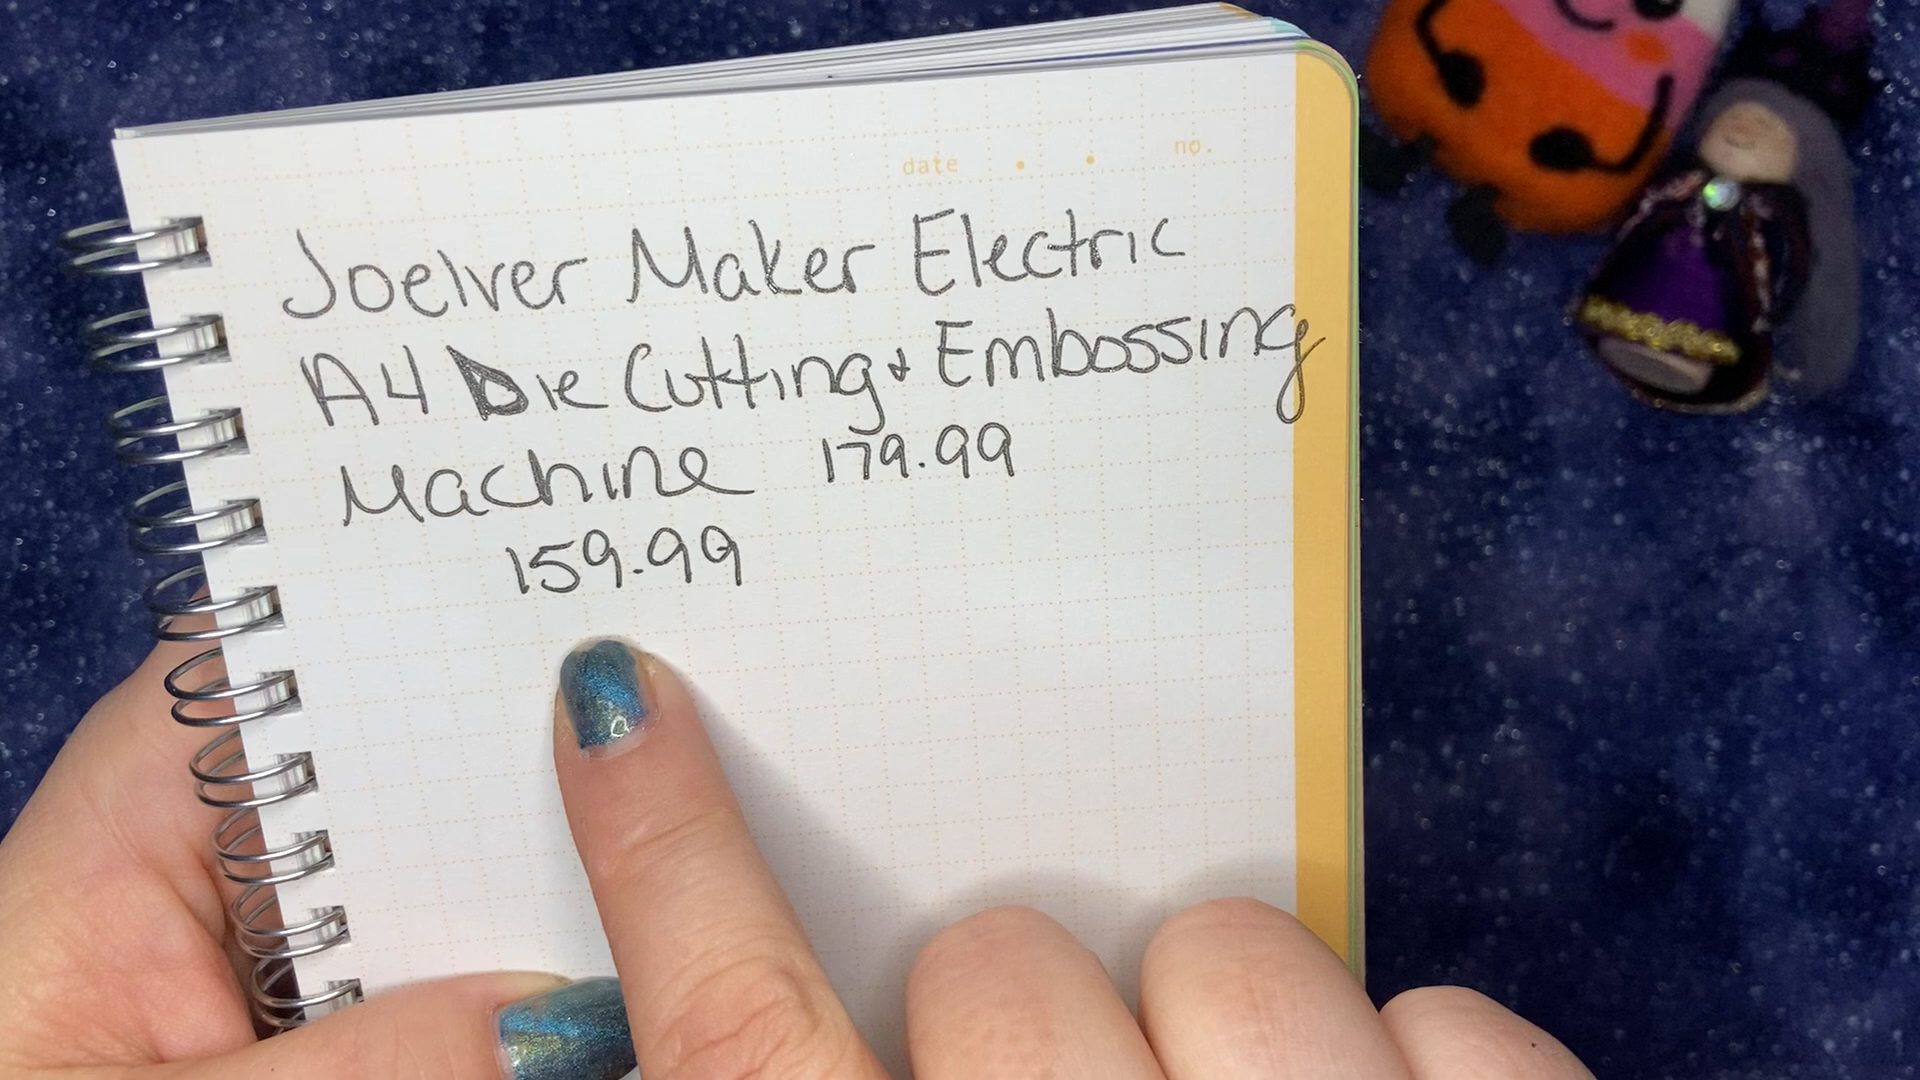 date . . no.
Joelver Maker Electric
A4 Die Cutting & Embossing
Machine 179.99
159.99